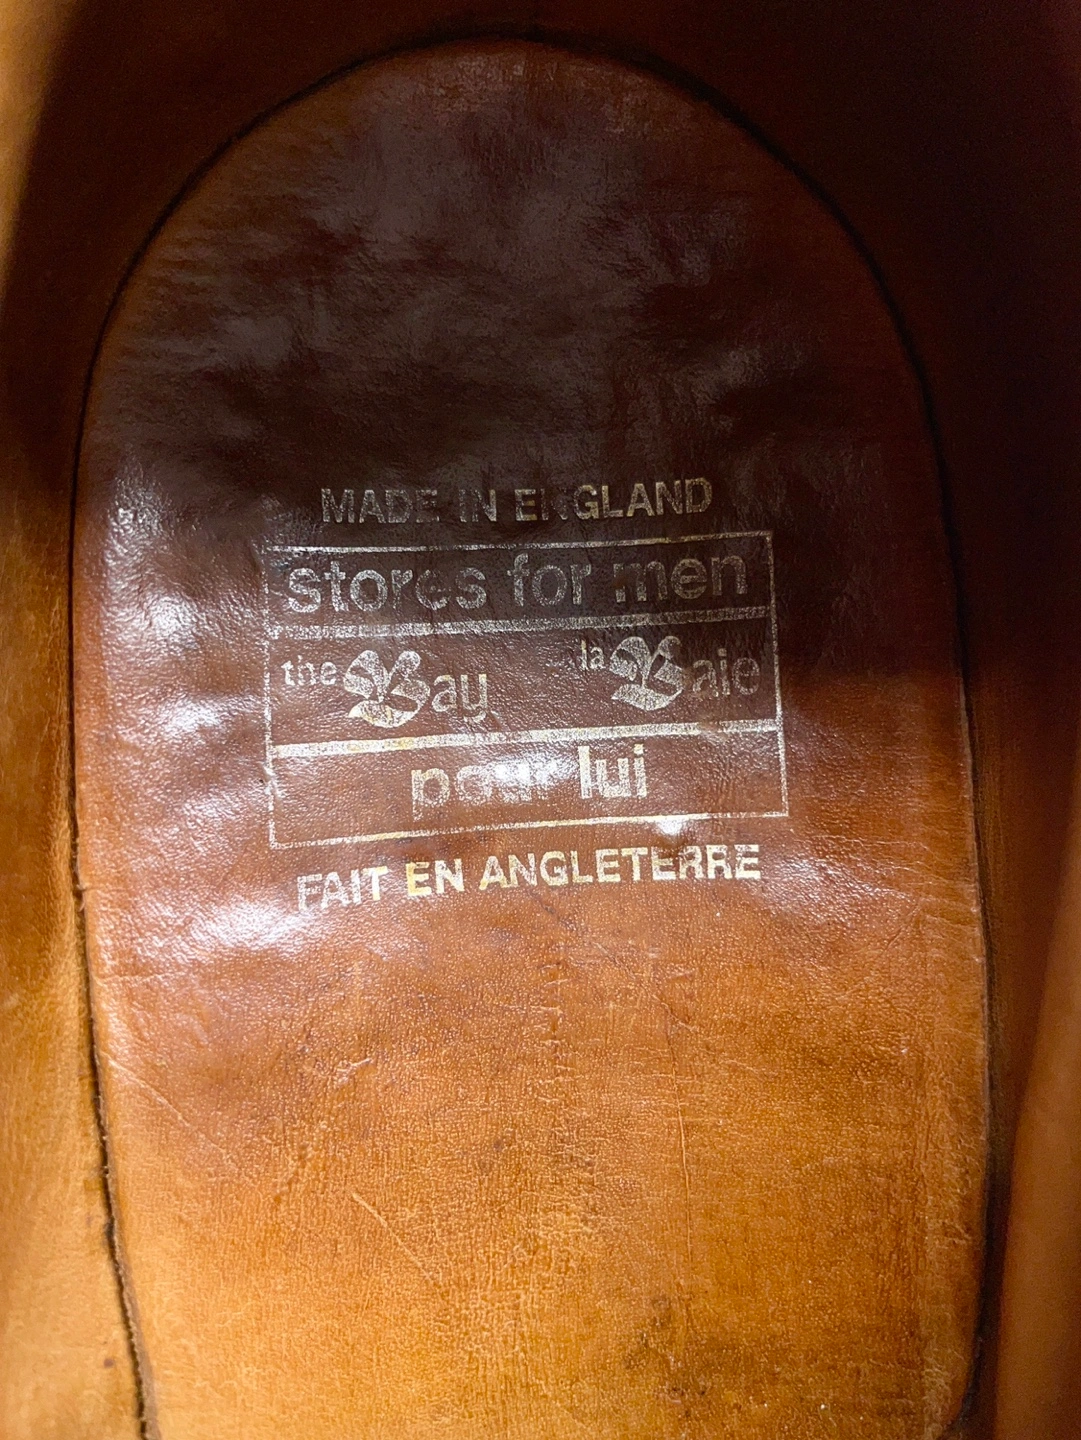 MADE IN ENGLAND
stores for men
the Bay la Baie
pour lui
FAIT EN ANGLETERRE